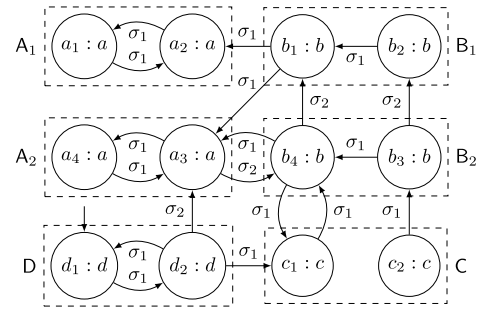 σ₁ σ₁
A₁ a₁ : a σ₁ a₂ : a b₁ : b σ₁ b₂ : b B₁
σ₁ σ₂ σ₂
σ₁ σ₁ σ₁
A₂ a₄ : a σ₁ a₃ : a σ₂ b₄ : b b₃ : b B₂
σ₂ σ₁ σ₁ σ₁
σ₁ σ₁
D d₁ : d σ₁ d₂ : d c₁ : c c₂ : c C